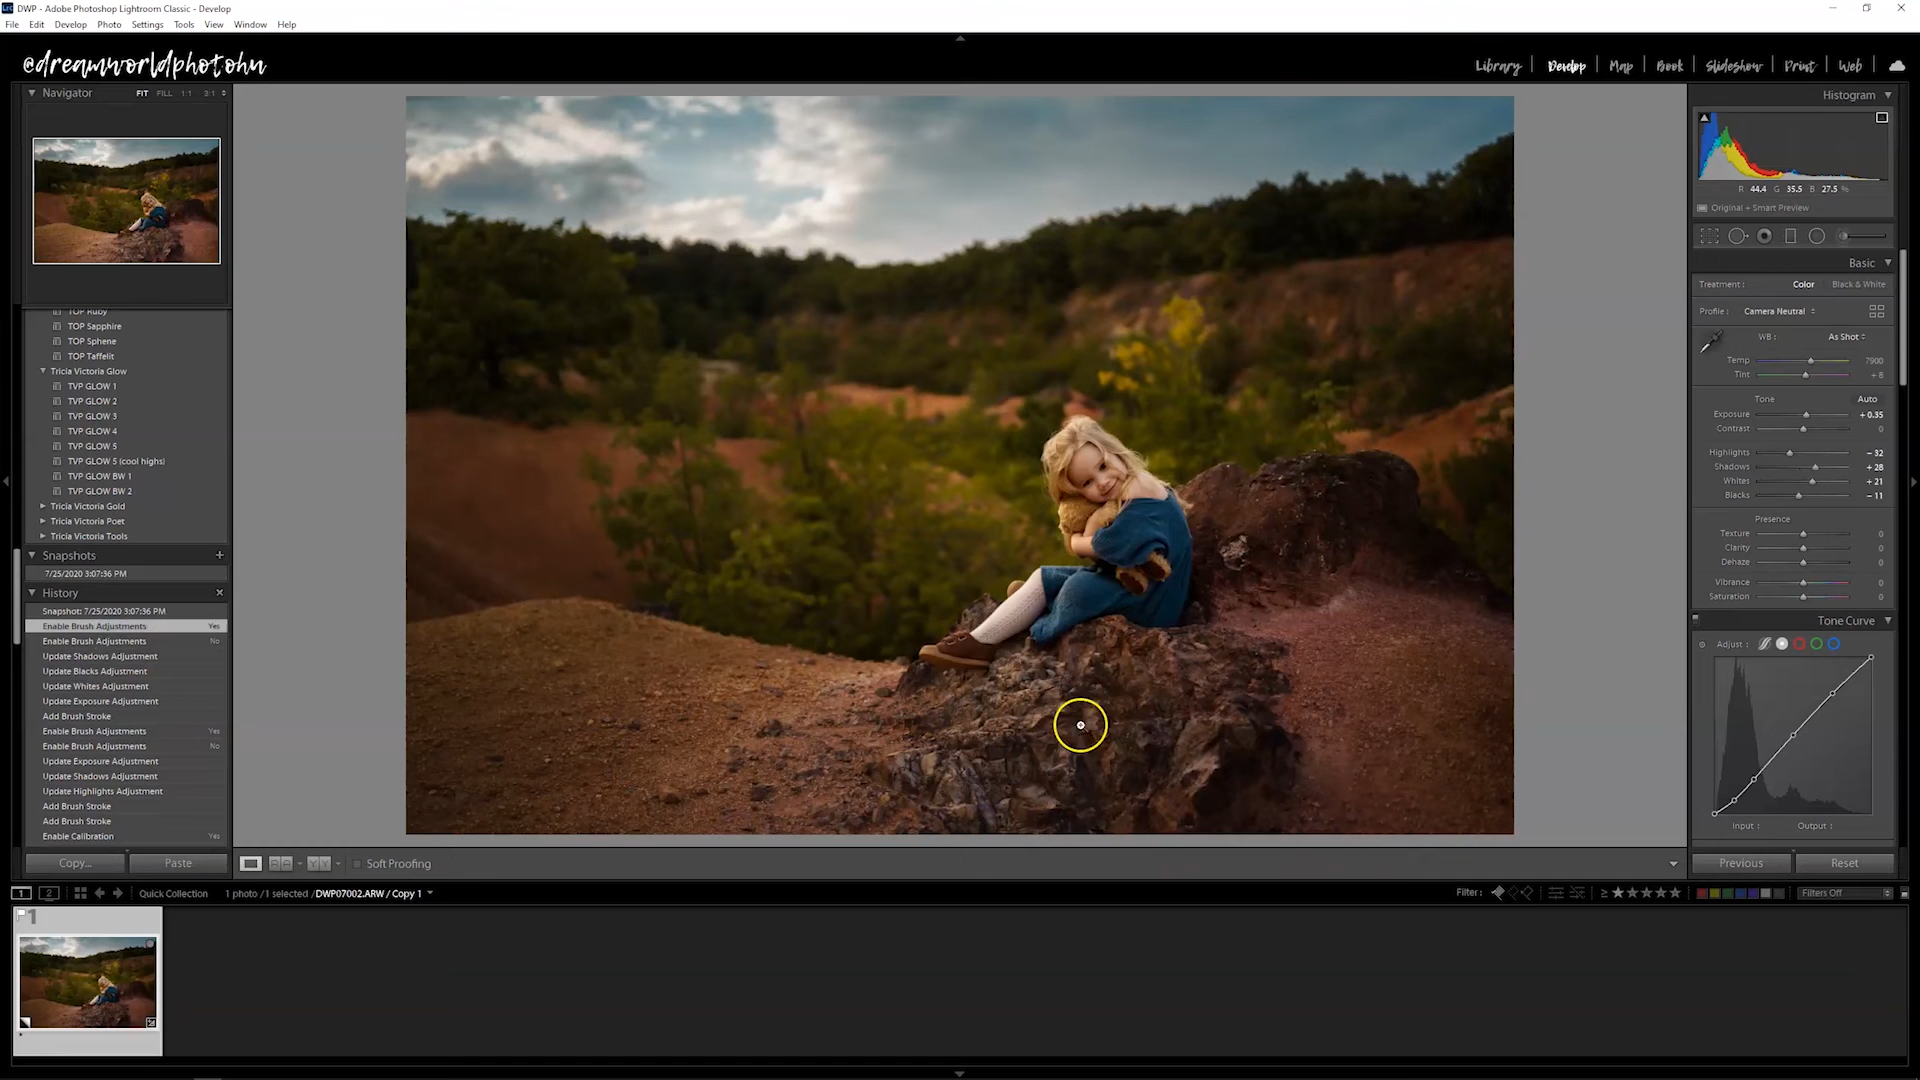 DWP - Adobe Photoshop Lightroom Classic - Develop
File Edit Develop Photo Settings Tools View Window Help
@dreamworldphotohu
Library Develop Map Book Slideshow Print Web
Navigator FIT FILL 1:1 3:1
TOP Ruby
TOP Sapphire
TOP Sphene
TOP Taffelit
Tricia Victoria Glow
TVP GLOW 1
TVP GLOW 2
TVP GLOW 3
TVP GLOW 4
TVP GLOW 5
TVP GLOW 5 (cool highs)
TVP GLOW BW 1
TVP GLOW BW 2
Tricia Victoria Gold
Tricia Victoria Poet
Tricia Victoria Tools
Snapshots
7/25/2020 3:07:36 PM
History
Snapshot: 7/25/2020 3:07:36 PM
Enable Brush Adjustments Yes
Enable Brush Adjustments No
Update Shadows Adjustment
Update Blacks Adjustment
Update Whites Adjustment
Update Exposure Adjustment
Add Brush Stroke
Enable Brush Adjustments Yes
Enable Brush Adjustments No
Update Exposure Adjustment
Update Shadows Adjustment
Update Highlights Adjustment
Add Brush Stroke
Add Brush Stroke
Enable Calibration Yes
Copy... Paste
Soft Proofing
Histogram
R 44.4 G 35.5 B 27.5 %
Original + Smart Preview
Basic
Treatment : Color Black & White
Profile : Camera Neutral
WB : As Shot
Temp 7900
Tint + 8
Tone Auto
Exposure + 0.35
Contrast 0
Highlights - 32
Shadows + 28
Whites + 21
Blacks - 11
Presence
Texture 0
Clarity 0
Dehaze 0
Vibrance 0
Saturation 0
Tone Curve
Adjust :
Input : Output :
Previous Reset
1 2 Quick Collection 1 photo / 1 selected / DWP07002.ARW / Copy 1 Filter : ≥ Filters Off
1